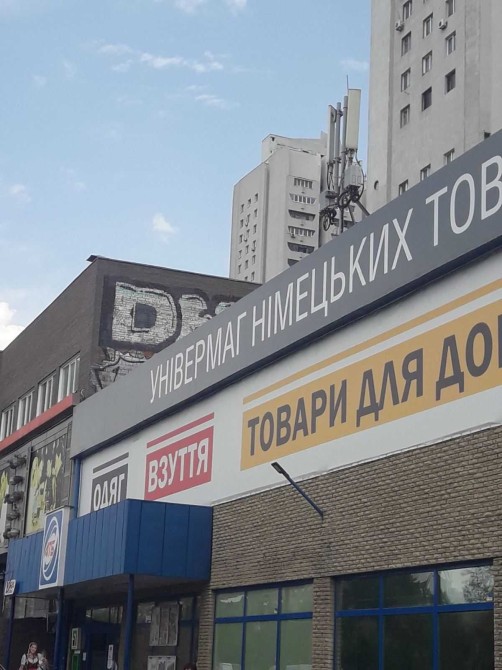 УНІВЕРМАГ НІМЕЦЬКИХ ТОВ
ТОВАРИ ДЛЯ ДО
ВЗУТТЯ
ОДЯГ